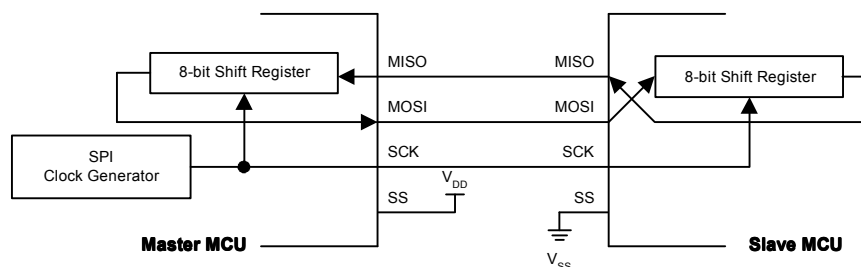 8-bit Shift Register
MISO
MISO
8-bit Shift Register
MOSI
MOSI
SPI
Clock Generator
SCK
SCK
VDD
SS
SS
Master MCU
VSS
Slave MCU